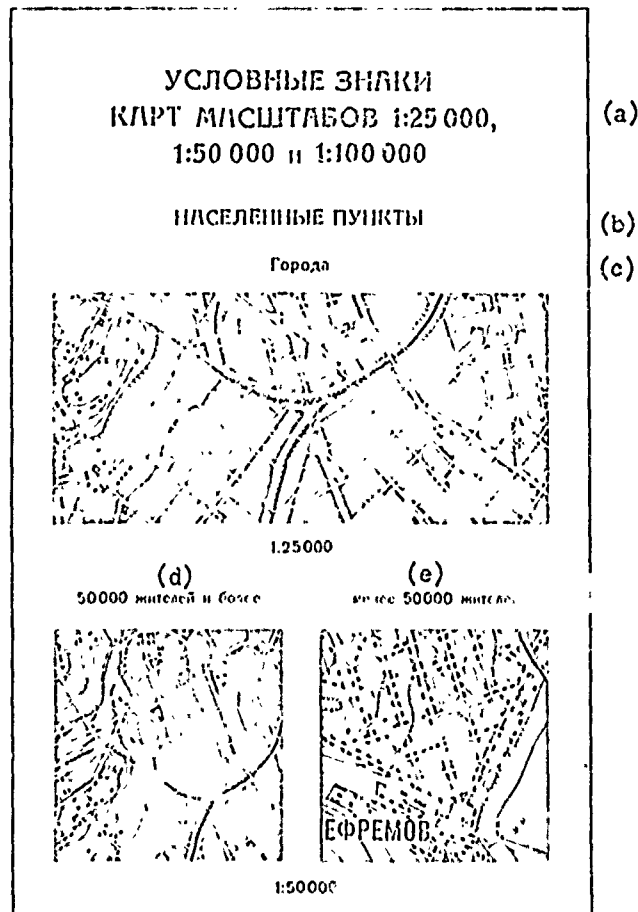 УСЛОВНЫЕ ЗНАКИ
КАРТ МАСШТАБОВ 1:25 000, (a)
1:50 000 и 1:100 000
НАСЕЛЕННЫЕ ПУНКТЫ (b)
Города (c)
1:25000
(d) (e)
50000 жителей и более менее 50000 жителей
ЕФРЕМОВ
1:50000